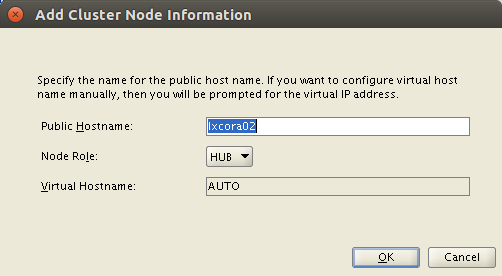 Add Cluster Node Information
Specify the name for the public host name. If you want to configure virtual host
name manually, then you will be prompted for the virtual IP address.
Public Hostname: lxcora02
Node Role: HUB
Virtual Hostname: AUTO
OK Cancel